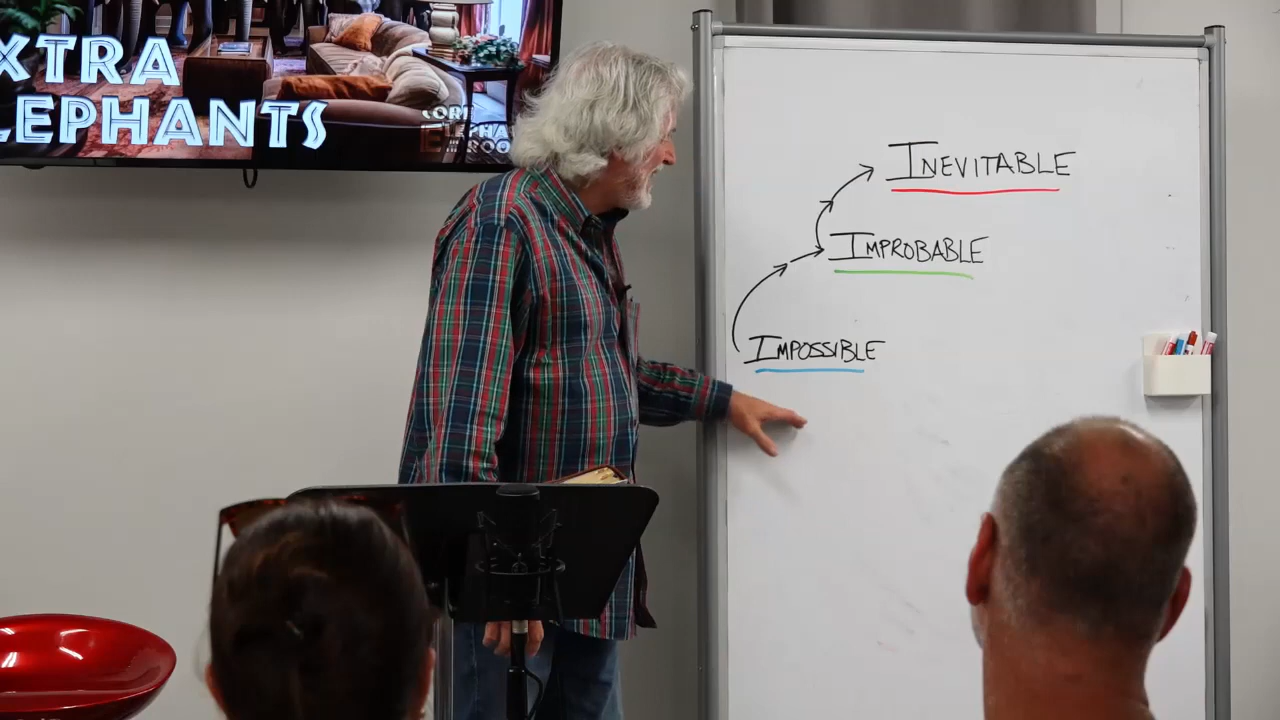 XTRA
LEPHANTS
INEVITABLE
IMPROBABLE
IMPOSSIBLE